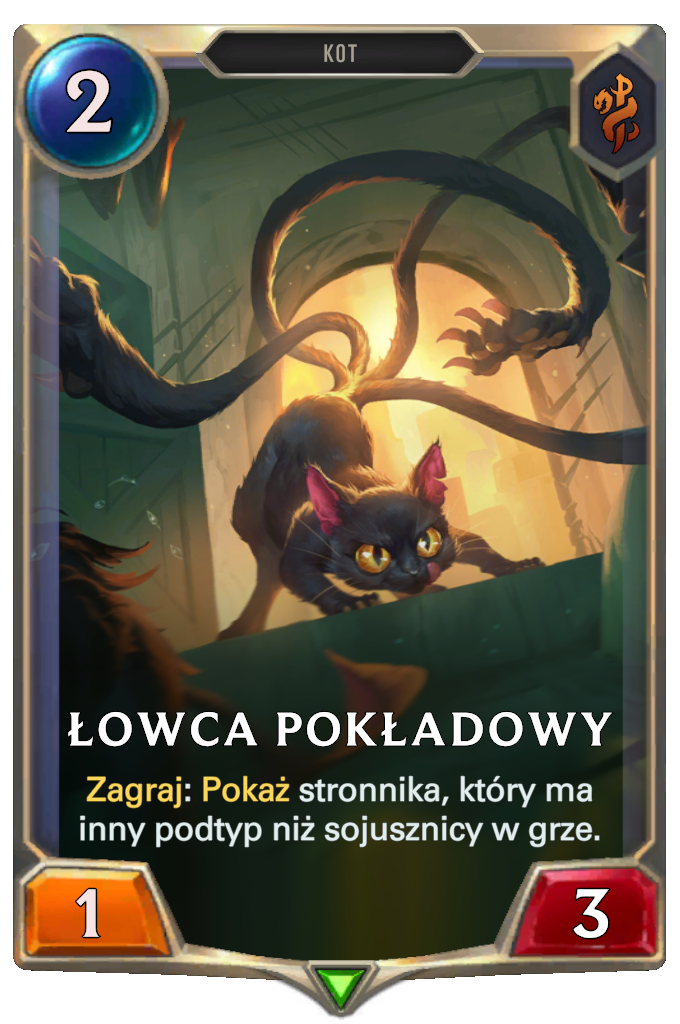 2
KOT
ŁOWCA POKŁADOWY
Zagraj: Pokaż stronnika, który ma
inny podtyp niż sojusznicy w grze.
1
3